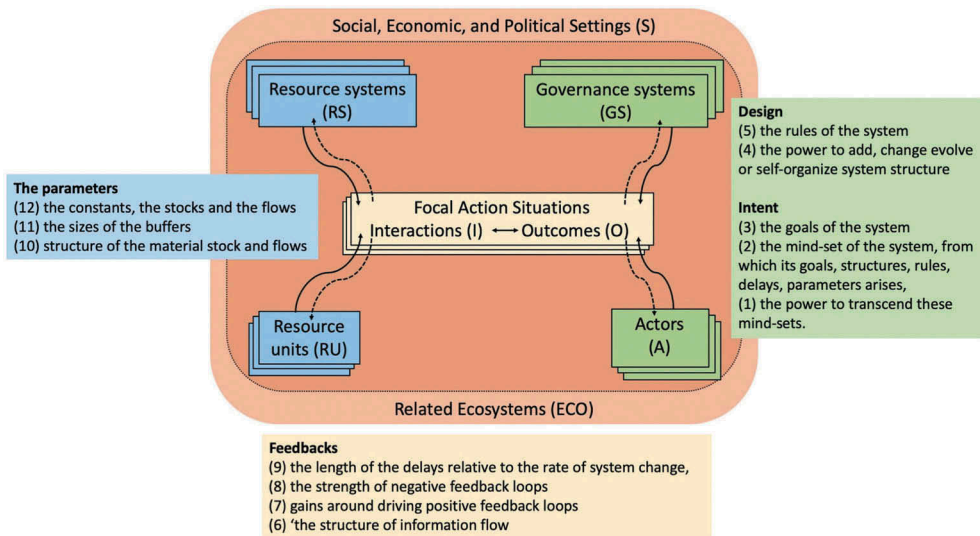 Social, Economic, and Political Settings (S)
Resource systems
(RS)
Governance systems
(GS)
Design
(5) the rules of the system
(4) the power to add, change evolve
or self-organize system structure
Intent
(3) the goals of the system
(2) the mind-set of the system, from
which its goals, structures, rules,
delays, parameters arises,
(1) the power to transcend these
mind-sets.
The parameters
(12) the constants, the stocks and the flows
(11) the sizes of the buffers
(10) structure of the material stock and flows
Focal Action Situations
Interactions (I) Outcomes (O)
Resource
units (RU)
Actors
(A)
Related Ecosystems (ECO)
Feedbacks
(9) the length of the delays relative to the rate of system change,
(8) the strength of negative feedback loops
(7) gains around driving positive feedback loops
(6) ‘the structure of information flow